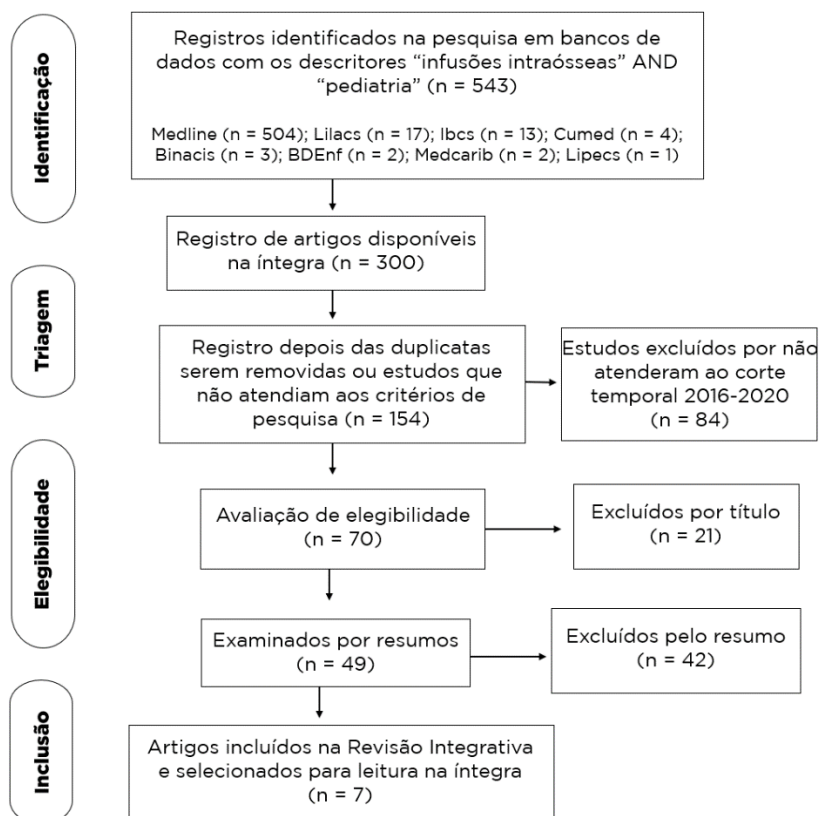 Identificação
Registros identificados na pesquisa em bancos de
dados com os descritores “infusões intraósseas” AND
“pediatria” (n = 543)
Medline (n = 504); Lilacs (n = 17); Ibcs (n = 13); Cumed (n = 4);
Binacis (n = 3); BDEnf (n = 2); Medcarib (n = 2); Lipecs (n = 1)
Registro de artigos disponíveis
na íntegra (n = 300)
Triagem
Registro depois das duplicatas
serem removidas ou estudos que
não atendiam aos critérios de
pesquisa (n = 154)
Estudos excluídos por não
atenderam ao corte
temporal 2016-2020
(n = 84)
Elegibilidade
Avaliação de elegibilidade
(n = 70)
Excluídos por título
(n = 21)
Examinados por resumos
(n = 49)
Excluídos pelo resumo
(n = 42)
Inclusão
Artigos incluídos na Revisão Integrativa
e selecionados para leitura na íntegra
(n = 7)